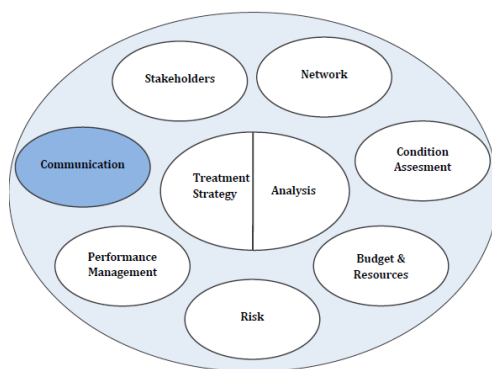 Stakeholders
Network
Communication
Condition
Assesment
Treatment
Strategy
Analysis
Performance
Management
Budget &
Resources
Risk